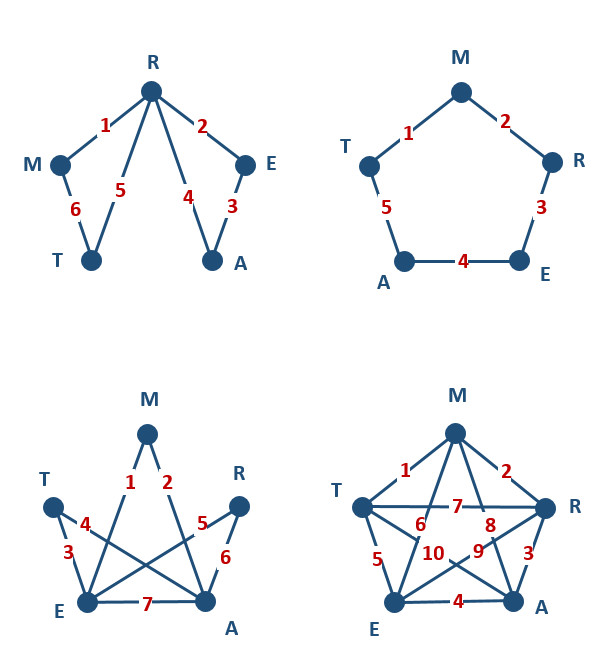 R M
1 2 1 2
M E T R
6 5 4 3 5 3
T A A 4 E
M M
T 1 2 R T 1 2 R
4 5 7
3 6 6 8
5 10 9 3
E 7 A E 4 A